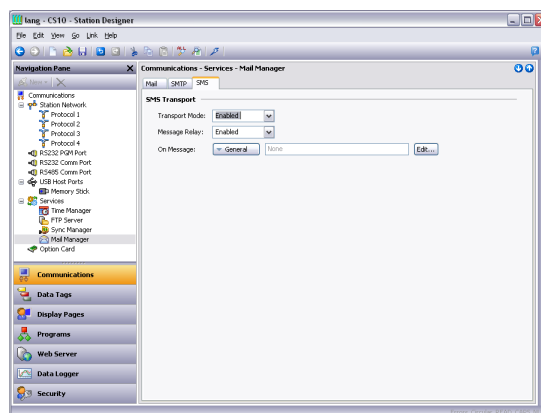 lang - CS10 - Station Designer
File Edit View Go Link Help
Navigation Pane
New
Communications
Station Network
Protocol 1
Protocol 2
Protocol 3
Protocol 4
RS232 PGM Port
RS232 Comm Port
RS485 Comm Port
USB Host Ports
Memory Stick
Services
Time Manager
FTP Server
Sync Manager
Mail Manager
Option Card
Communications
Data Tags
Display Pages
Programs
Web Server
Data Logger
Security
Communications - Services - Mail Manager
Mail SMTP SMS
SMS Transport
Transport Mode: Enabled
Message Relay: Enabled
On Message: General None Edit...